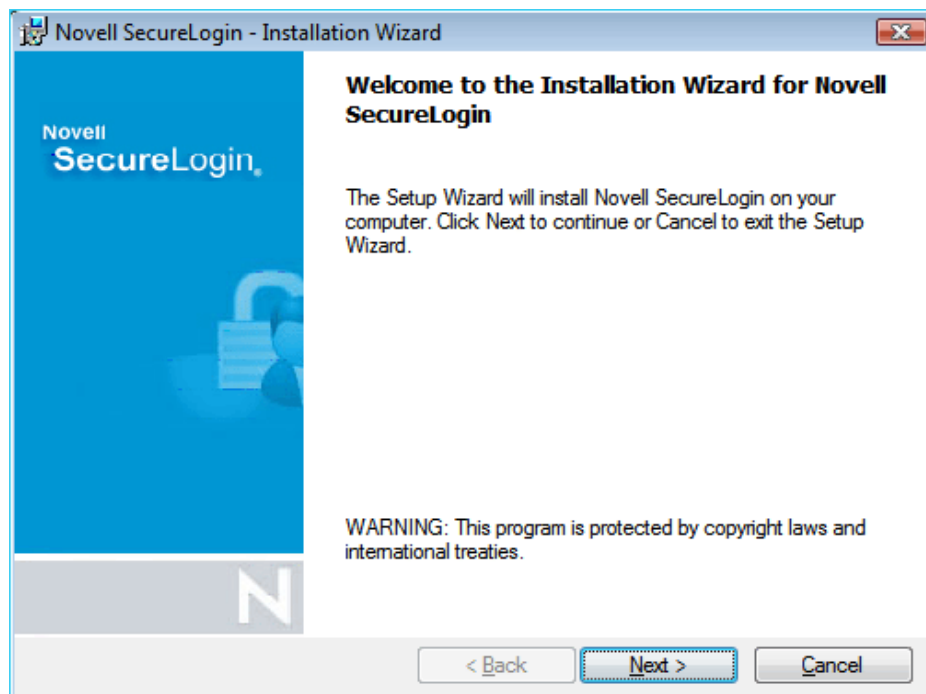 Novell SecureLogin - Installation Wizard
Novell
SecureLogin®
Welcome to the Installation Wizard for Novell
SecureLogin
The Setup Wizard will install Novell SecureLogin on your
computer. Click Next to continue or Cancel to exit the Setup
Wizard.
WARNING: This program is protected by copyright laws and
international treaties.
N
< Back
Next >
Cancel